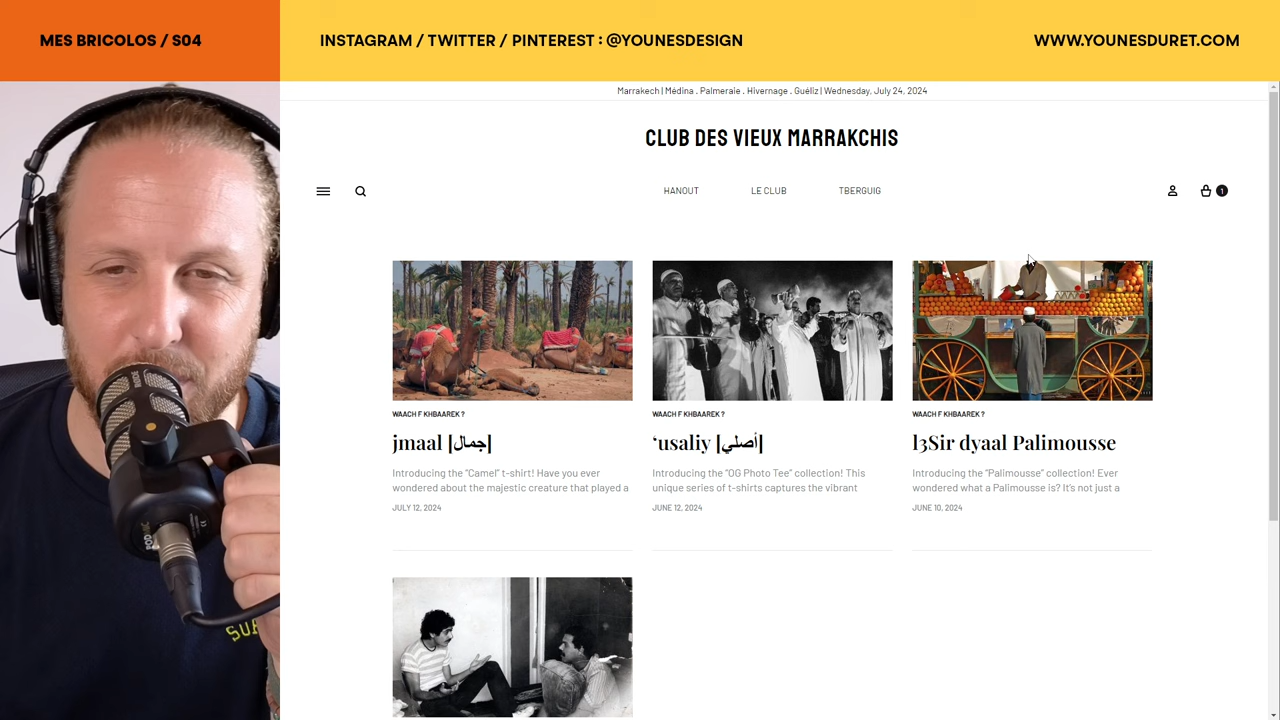 MES BRICOLOS / S04
INSTAGRAM / TWITTER / PINTEREST : @YOUNESDESIGN
WWW.YOUNESDURET.COM
Marrakech | Médina . Palmeraie . Hivernage . Guéliz | Wednesday, July 24, 2024
CLUB DES VIEUX MARRAKCHIS
HANOUT
LE CLUB
TBERGUIG
1
WAACH F KHBAAREK ?
jmaal |جمال|
Introducing the “Camel” t-shirt! Have you ever
wondered about the majestic creature that played a
JULY 12, 2024
WAACH F KHBAAREK ?
‘usaliy |أصلي|
Introducing the “OG Photo Tee” collection! This
unique series of t-shirts captures the vibrant
JUNE 12, 2024
WAACH F KHBAAREK ?
l3Sir dyaal Palimousse
Introducing the “Palimousse” collection! Ever
wondered what a Palimousse is? It’s not just a
JUNE 10, 2024
RODE
PODMIC
SUP